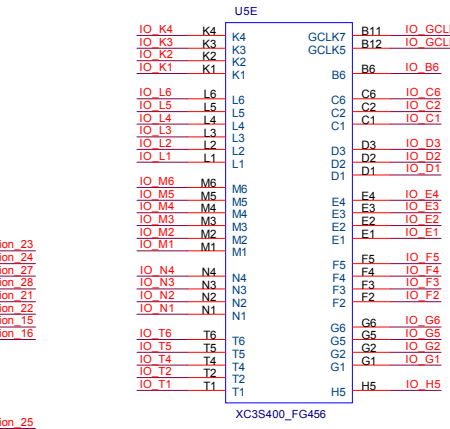 U5E
IO_K4 K4 K4 GCLK7 B11 IO_GCL
IO_K3 K3 K3 GCLK5 B12 IO_GCL
IO_K2 K2 K2
IO_K1 K1 K1 B6 B6 IO_B6
IO_L6 L6 L6 C6 C6 IO_C6
IO_L5 L5 L5 C2 C2 IO_C2
IO_L4 L4 L4 C1 C1 IO_C1
IO_L3 L3 L3
IO_L2 L2 L2 D3 D3 IO_D3
IO_L1 L1 L1 D2 D2 IO_D2
D1 D1 IO_D1
IO_M6 M6 M6
IO_M5 M5 M5 E4 E4 IO_E4
IO_M4 M4 M4 E3 E3 IO_E3
IO_M3 M3 M3 E2 E2 IO_E2
IO_M2 M2 M2 E1 E1 IO_E1
IO_M1 M1 M1
ion_23
ion_24
ion_27
ion_28
ion_21
ion_22
ion_15
ion_16
F5 F5 IO_F5
IO_N4 N4 N4 F4 F4 IO_F4
IO_N3 N3 N3 F3 F3 IO_F3
IO_N2 N2 N2 F2 F2 IO_F2
IO_N1 N1 N1
G6 G6 IO_G6
IO_T6 T6 T6 G5 G5 IO_G5
IO_T5 T5 T5 G2 G2 IO_G2
IO_T4 T4 T4 G1 G1 IO_G1
IO_T2 T2 T2
IO_T1 T1 T1 H5 H5 IO_H5
XC3S400_FG456
ion_25